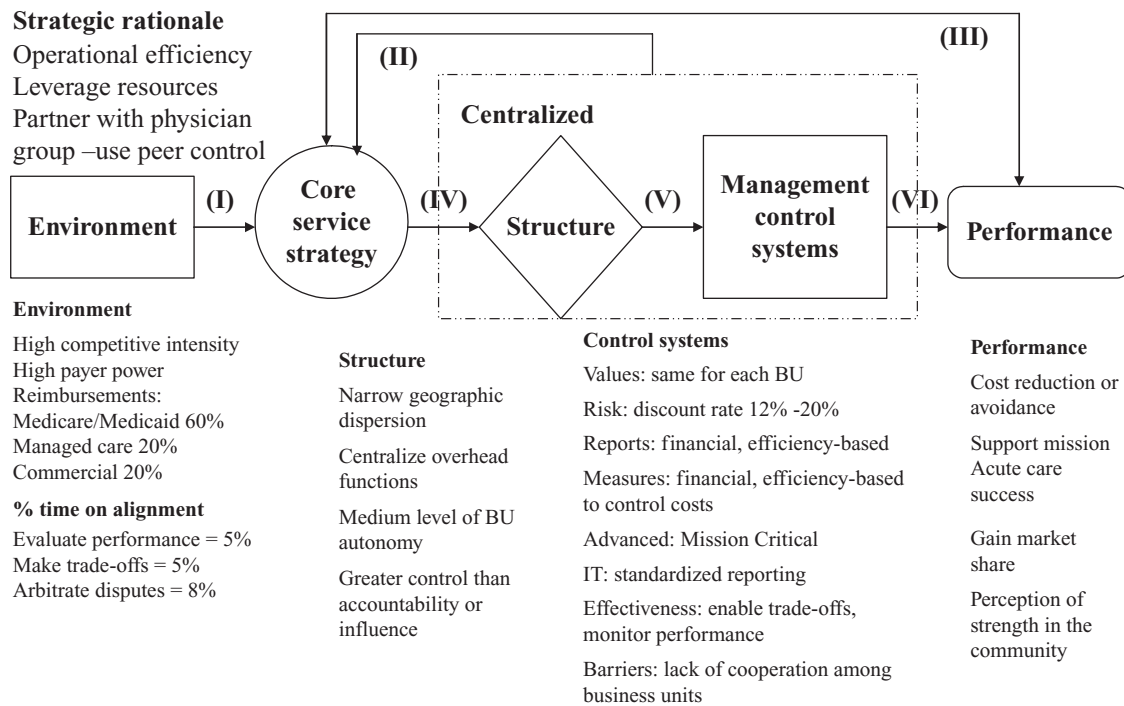 Strategic rationale
Operational efficiency
Leverage resources
Partner with physician
group –use peer control
(II)
(III)
Centralized
Environment
(I)
Core
service
strategy
(IV)
Structure
(V)
Management
control
systems
(VI)
Performance
Environment
High competitive intensity
High payer power
Reimbursements:
Medicare/Medicaid 60%
Managed care 20%
Commercial 20%
% time on alignment
Evaluate performance = 5%
Make trade-offs = 5%
Arbitrate disputes = 8%
Structure
Narrow geographic
dispersion
Centralize overhead
functions
Medium level of BU
autonomy
Greater control than
accountability or
influence
Control systems
Values: same for each BU
Risk: discount rate 12% -20%
Reports: financial, efficiency-based
Measures: financial, efficiency-based
to control costs
Advanced: Mission Critical
IT: standardized reporting
Effectiveness: enable trade-offs,
monitor performance
Barriers: lack of cooperation among
business units
Performance
Cost reduction or
avoidance
Support mission
Acute care
success
Gain market
share
Perception of
strength in the
community